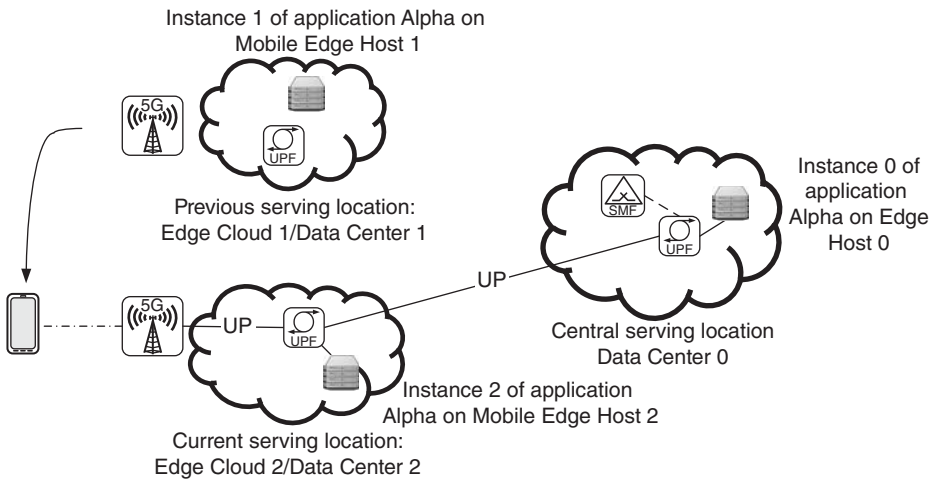 Instance 1 of application Alpha on
Mobile Edge Host 1
5G
UPF
Previous serving location:
Edge Cloud 1/Data Center 1
SMF
UPF
Instance 0 of
application
Alpha on Edge
Host 0
UP
Central serving location
Data Center 0
5G
UP
UPF
Instance 2 of application
Alpha on Mobile Edge Host 2
Current serving location:
Edge Cloud 2/Data Center 2